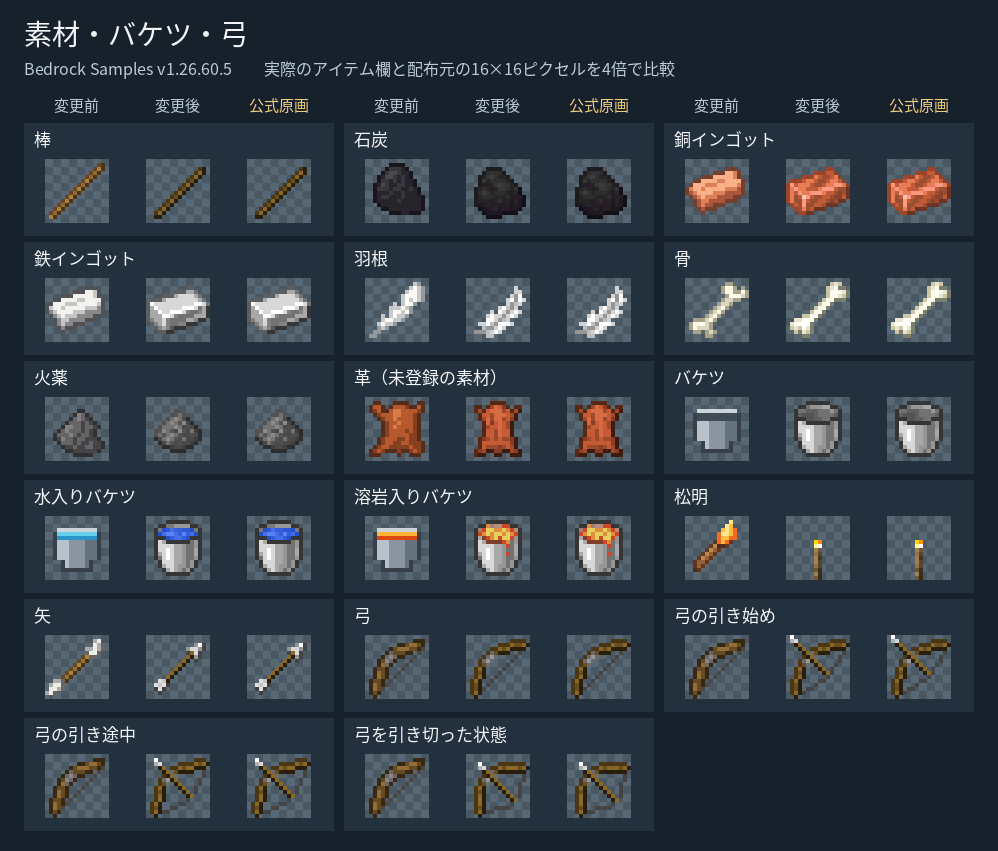 素材・バケツ・弓
Bedrock Samples v1.26.60.5　　実際のアイテム欄と配布元の16×16ピクセルを4倍で比較
変更前 変更後 公式原画 変更前 変更後 公式原画 変更前 変更後 公式原画
棒 石炭 銅インゴット
鉄インゴット 羽根 骨
火薬 革（未登録の素材） バケツ
水入りバケツ 溶岩入りバケツ 松明
矢 弓 弓の引き始め
弓の引き途中 弓を引き切った状態